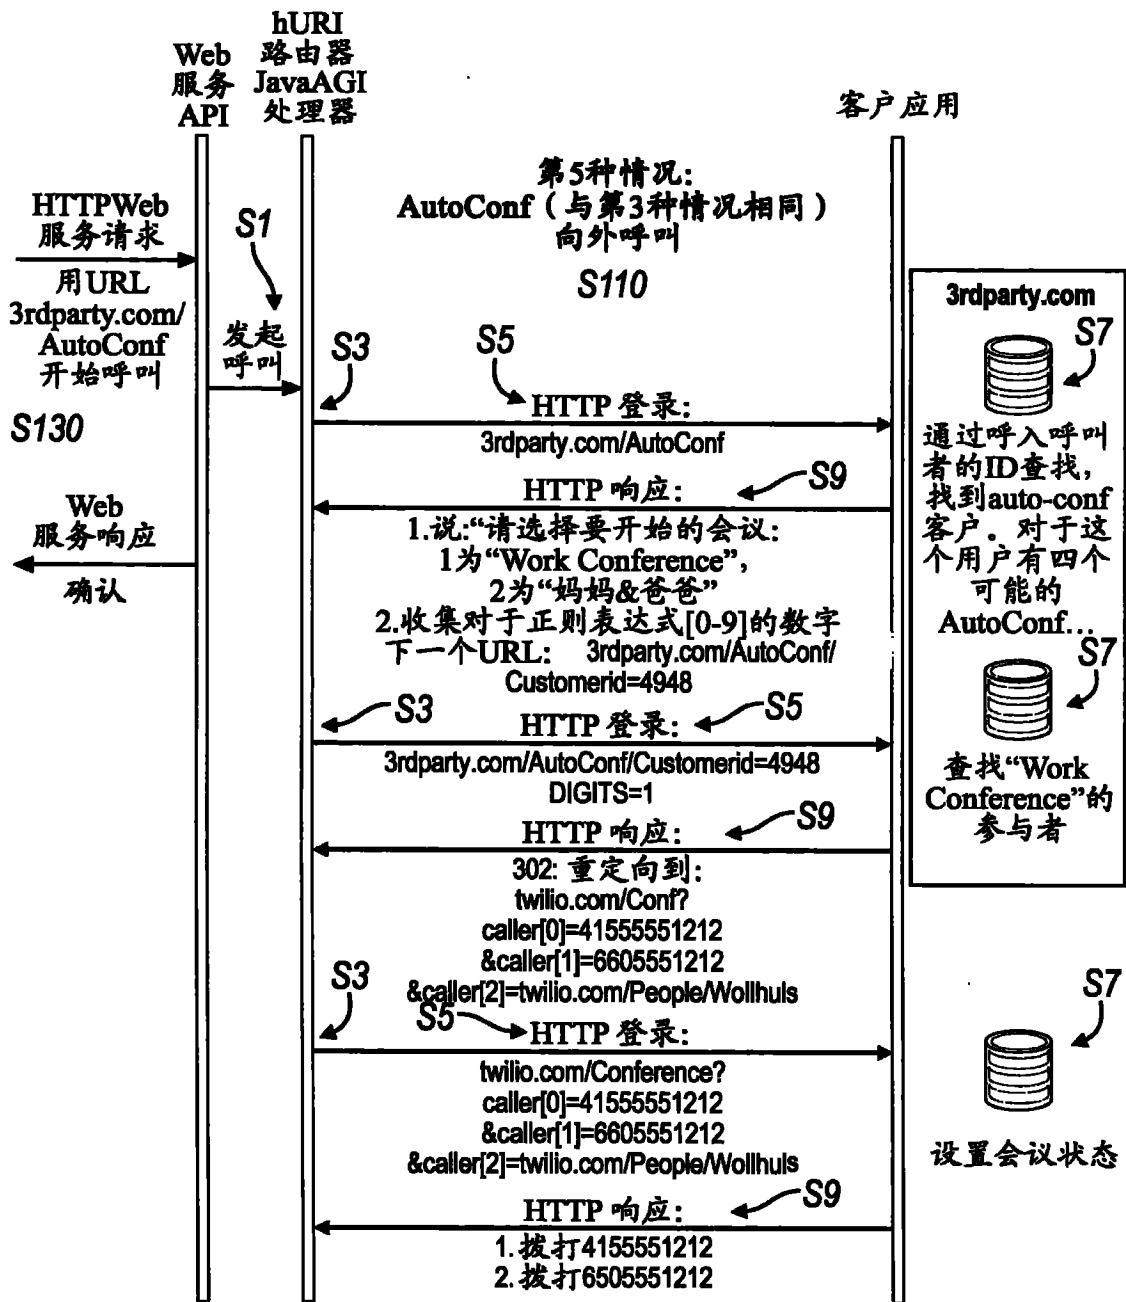 hURI
路由器
JavaAGI
处理器
Web
服务
API
客户应用
第5种情况:
AutoConf(与第3种情况相同)
向外呼叫
S110
HTTPWeb
服务请求
用URL
3rdparty.com/
AutoConf
开始呼叫
S130
S1
发起
呼叫
Web
服务响应
确认
S3
S5
HTTP 登录:
3rdparty.com/AutoConf
HTTP 响应:
S9
1.说:“请选择要开始的会议:
1为“Work Conference”,
2为“妈妈&爸爸”
2.收集对于正则表达式[0-9]的数字
下一个URL: 3rdparty.com/AutoConf/
Customerid=4948
S3
HTTP 登录:
S5
3rdparty.com/AutoConf/Customerid=4948
DIGITS=1
HTTP 响应:
S9
302: 重定向到:
twilio.com/Conf?
caller[0]=41555551212
&caller[1]=6605551212
&caller[2]=twilio.com/People/Wollhuls
S3
S5
HTTP 登录:
twilio.com/Conference?
caller[0]=41555551212
&caller[1]=6605551212
&caller[2]=twilio.com/People/Wollhuls
HTTP 响应:
S9
1.拨打4155551212
2.拨打6505551212
3rdparty.com
S7
通过呼入呼叫
者的ID查找,
找到auto-conf
客户。对于这
个用户有四个
可能的
AutoConf...
S7
查找“Work
Conference”的
参与者
S7
设置会议状态